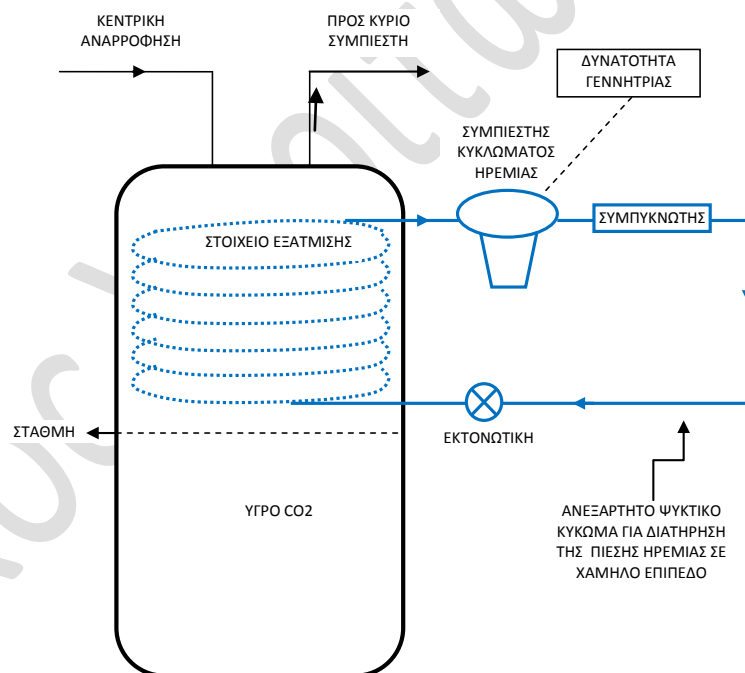 ΚΕΝΤΡΙΚΗ
ΑΝΑΡΡΟΦΗΣΗ
ΠΡΟΣ ΚΥΡΙΟ
ΣΥΜΠΙΕΣΤΗ
ΔΥΝΑΤΟΤΗΤΑ
ΓΕΝΝΗΤΡΙΑΣ
ΣΥΜΠΙΕΣΤΗΣ
ΚΥΚΛΩΜΑΤΟΣ
ΗΡΕΜΙΑΣ
ΣΥΜΠΥΚΝΩΤΗΣ
ΣΤΟΙΧΕΙΟ ΕΞΑΤΜΙΣΗΣ
ΣΤΑΘΜΗ
ΕΚΤΟΝΩΤΙΚΗ
ΥΓΡΟ CO2
ΑΝΕΞΑΡΤΗΤΟ ΨΥΚΤΙΚΟ
ΚΥΚΩΜΑ ΓΙΑ ΔΙΑΤΗΡΗΣΗ
ΤΗΣ ΠΙΕΣΗΣ ΗΡΕΜΙΑΣ ΣΕ
ΧΑΜΗΛΟ ΕΠΙΠΕΔΟ